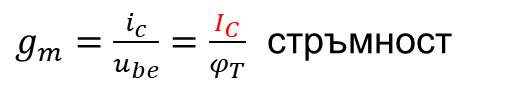 g_m = i_c / u_be = I_C / φ_T стръмност